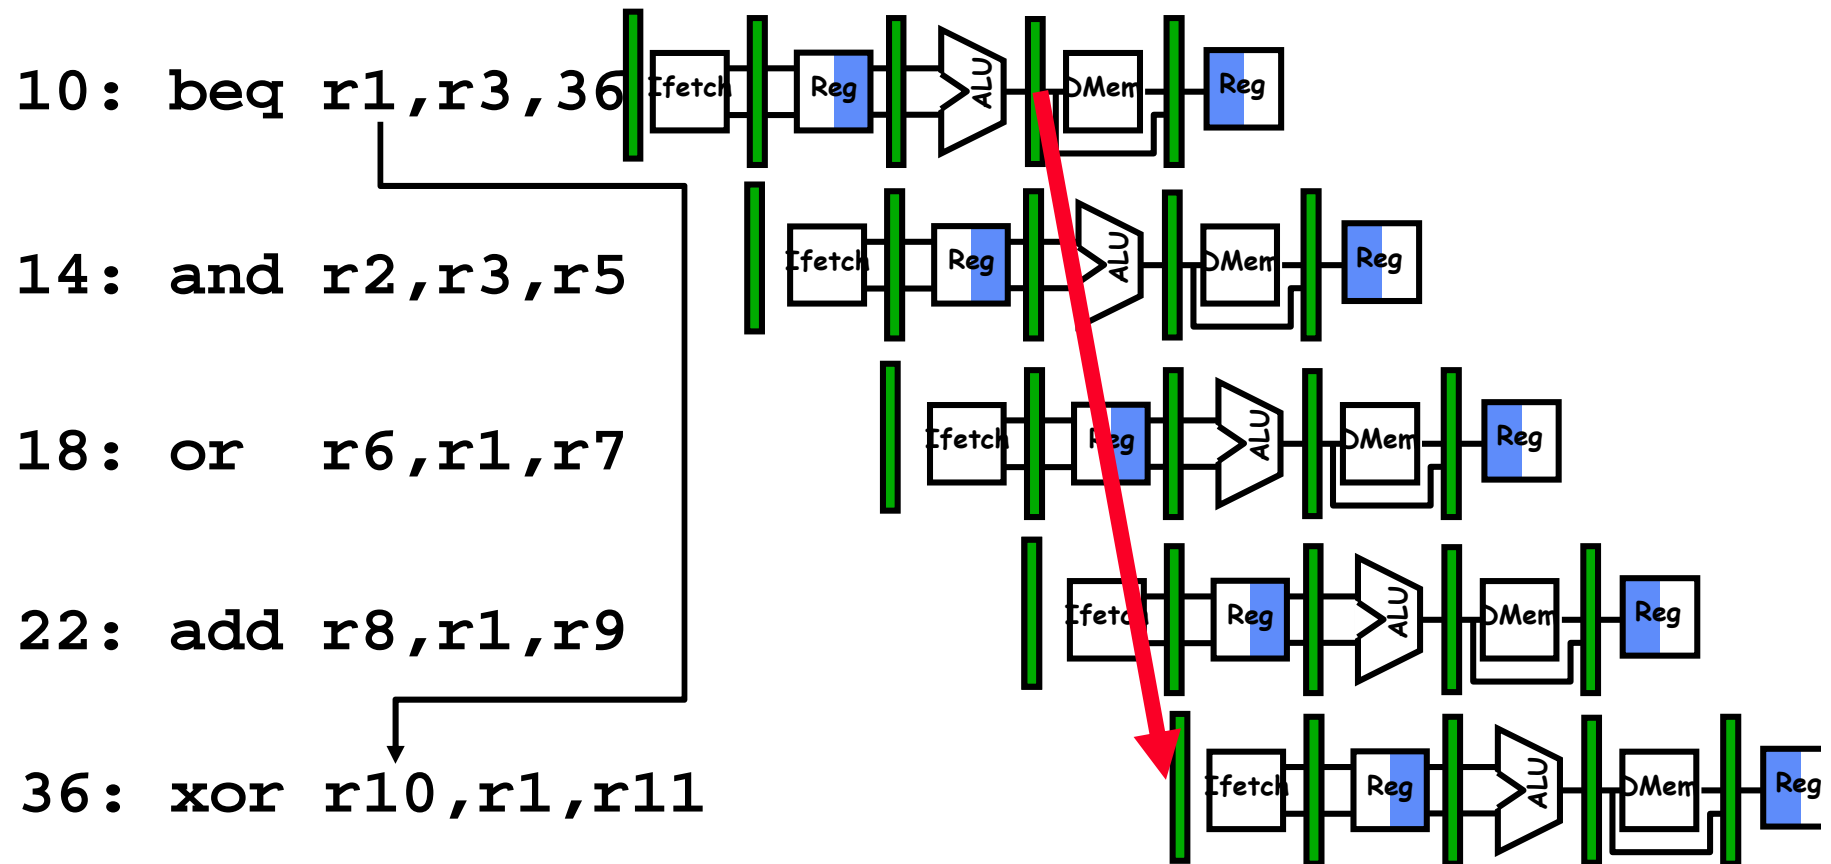 10: beq r1,r3,36 Ifetch Reg ALU DMem Reg
14: and r2,r3,r5 Ifetch Reg ALU DMem Reg
18: or r6,r1,r7 Ifetch Reg ALU DMem Reg
22: add r8,r1,r9 Ifetch Reg ALU DMem Reg
36: xor r10,r1,r11 Ifetch Reg ALU DMem Reg